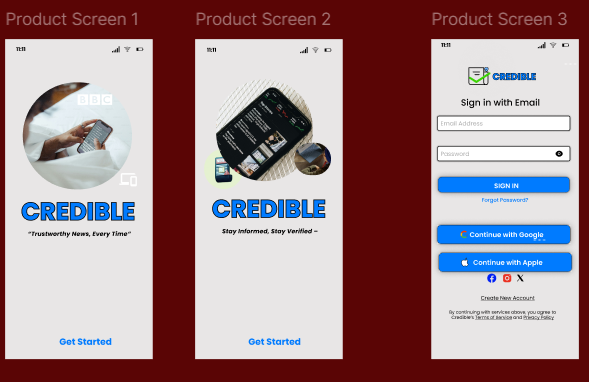 Product Screen 1
Product Screen 2
Product Screen 3
11:11
BBC
CREDIBLE
"Trustworthy News, Every Time"
Get Started
11:11
CREDIBLE
Stay Informed, Stay Verified –
Get Started
11:11
CREDIBLE
Sign in with Email
Email Address
Password
SIGN IN
Forgot Password?
Continue with Google
Continue with Apple
Create New Account
By continuing with services above, you agree to
Credible's Terms of Service and Privacy Policy